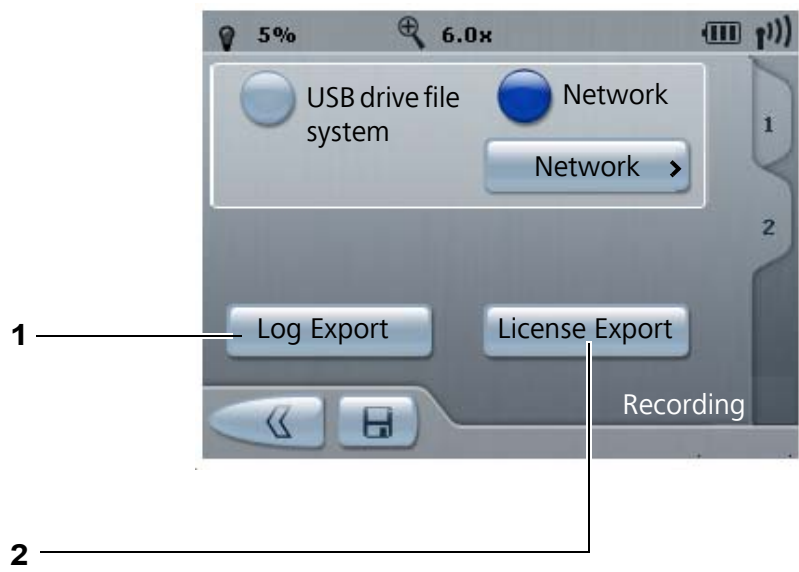 5% 6.0x
USB drive file
system
Network
Network >
1
2
1
Log Export
License Export
Recording
2